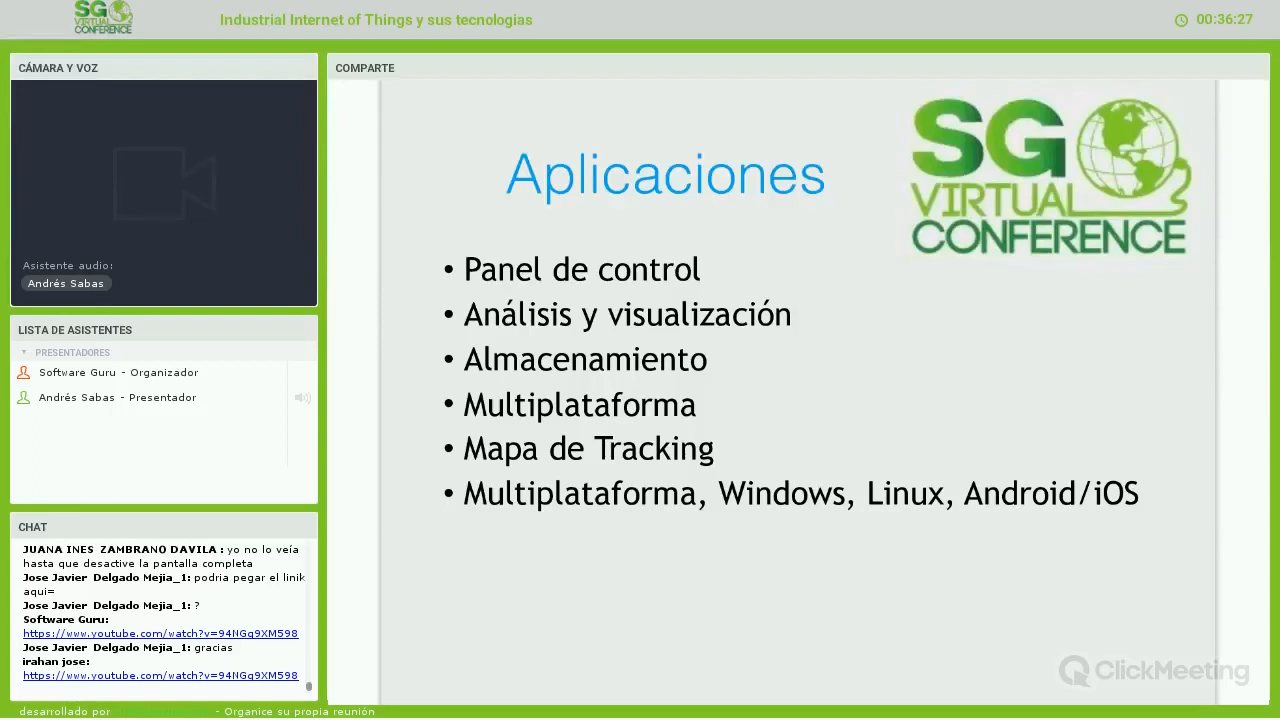 SG
VIRTUAL
CONFERENCE
Industrial Internet of Things y sus tecnologias
00:36:27
CÁMARA Y VOZ
Asistente audio:
Andrés Sabas
LISTA DE ASISTENTES
PRESENTADORES
Software Guru - Organizador
Andrés Sabas - Presentador
CHAT
JUANA INES ZAMBRANO DAVILA : yo no lo veía
hasta que desactive la pantalla completa
Jose Javier Delgado Mejia_1: podria pegar el linik
aqui=
Jose Javier Delgado Mejia_1: ?
Software Guru:
https://www.youtube.com/watch?v=94NGq9XM598
Jose Javier Delgado Mejia_1: gracias
irahan jose:
https://www.youtube.com/watch?v=94NGq9XM598
desarrollado por
- Organice su propia reunión
COMPARTE
Aplicaciones
SG
VIRTUAL
CONFERENCE
• Panel de control
• Análisis y visualización
• Almacenamiento
• Multiplataforma
• Mapa de Tracking
• Multiplataforma, Windows, Linux, Android/iOS
ClickMeeting